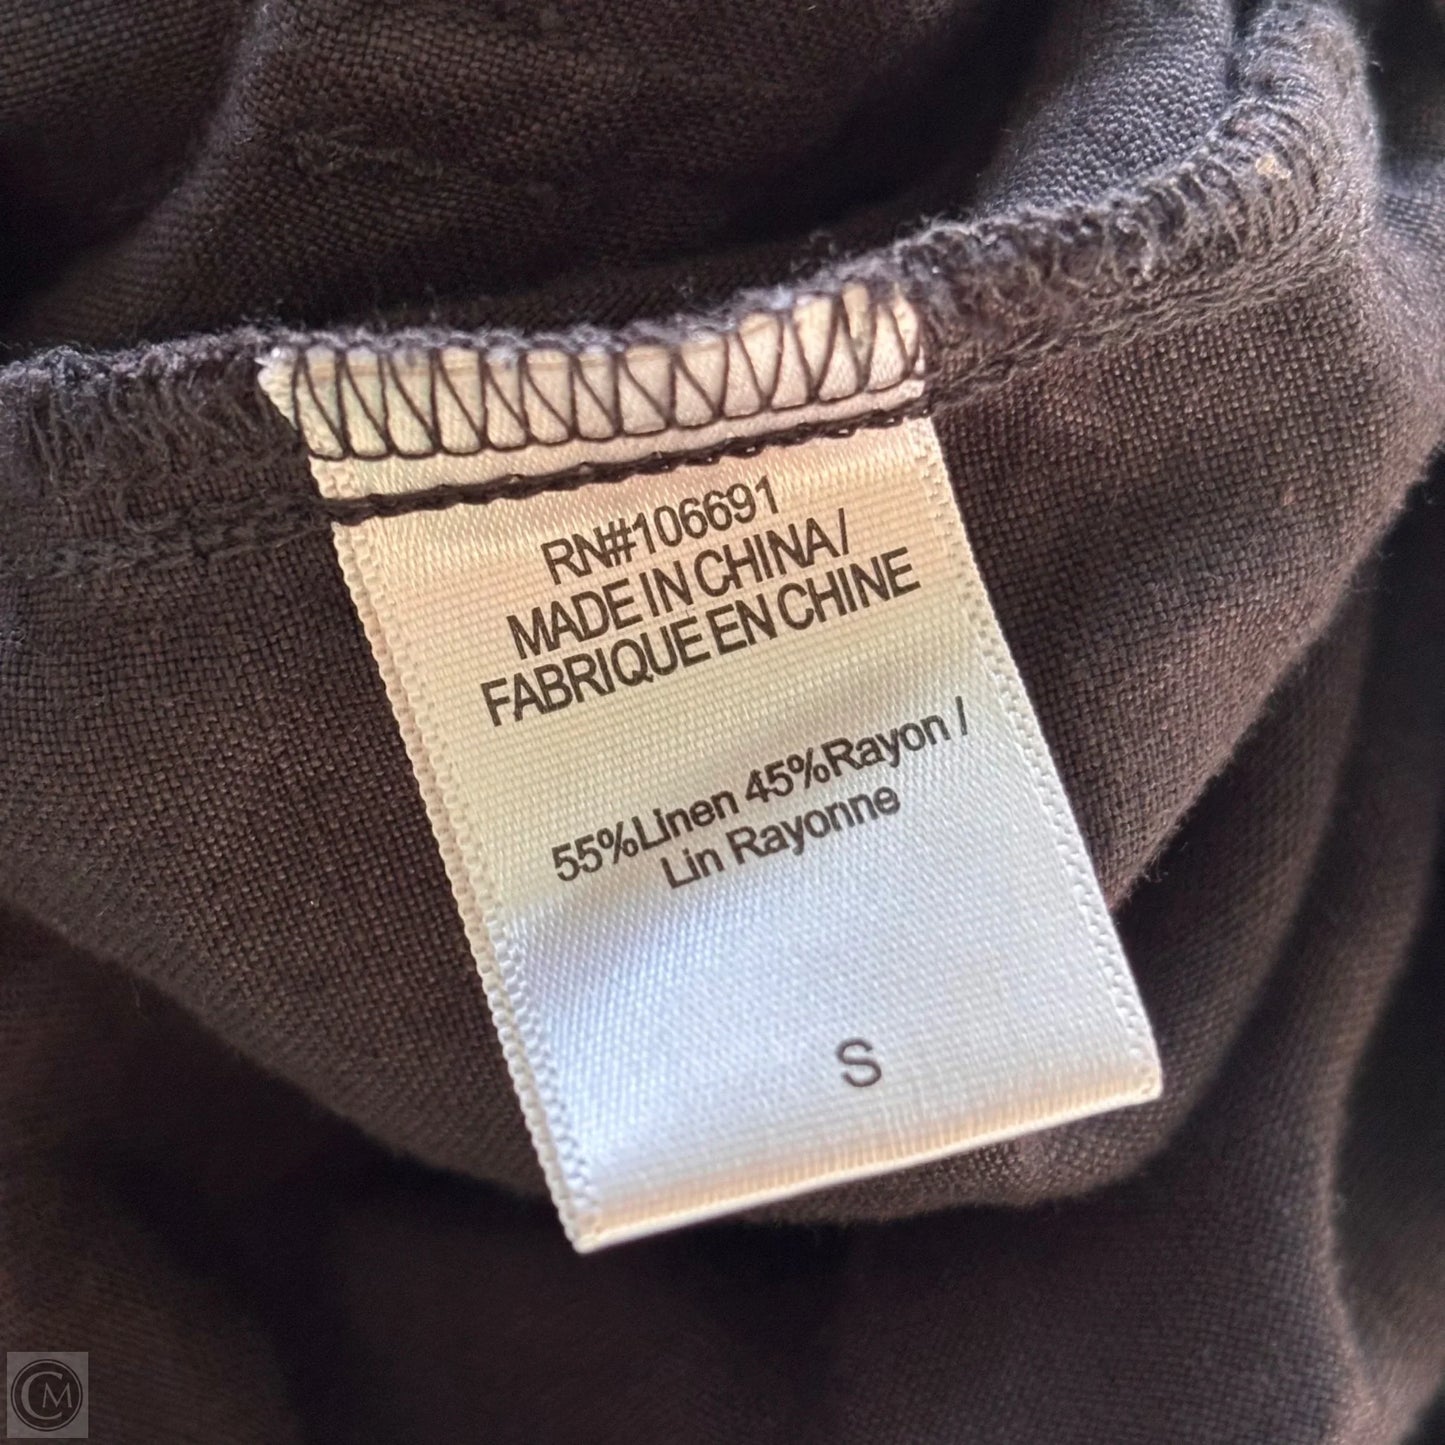 RN#106691
MADE IN CHINA/
FABRIQUE EN CHINE
55%Linen 45%Rayon /
Lin Rayonne
S
CM